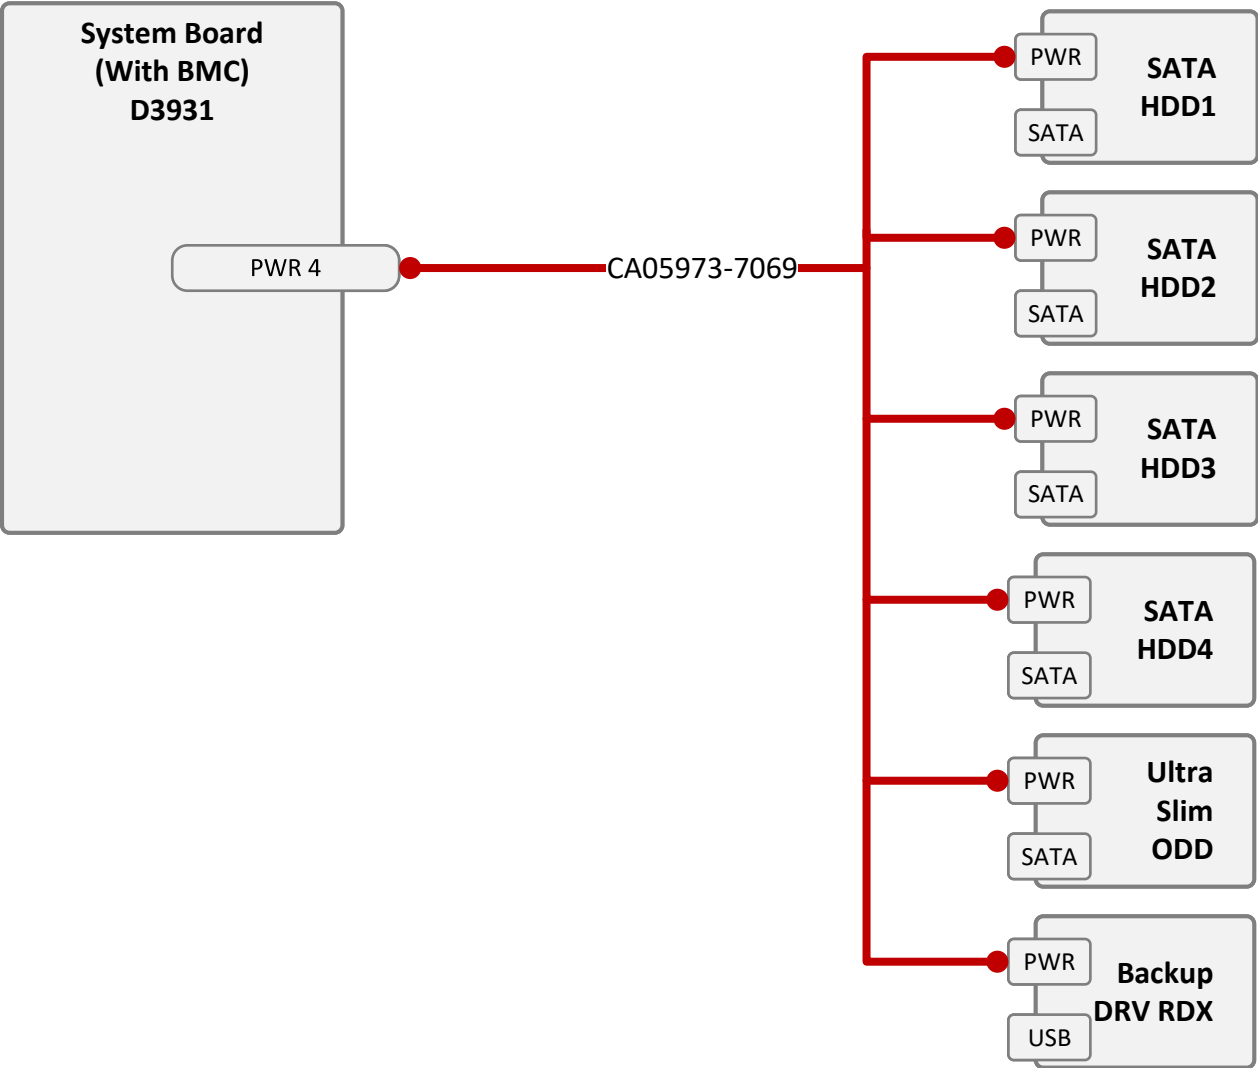 System Board
(With BMC)
D3931
PWR 4
CA05973-7069
PWR
SATA
SATA
HDD1
PWR
SATA
SATA
HDD2
PWR
SATA
SATA
HDD3
PWR
SATA
SATA
HDD4
PWR
SATA
Ultra
Slim
ODD
PWR
USB
Backup
DRV RDX